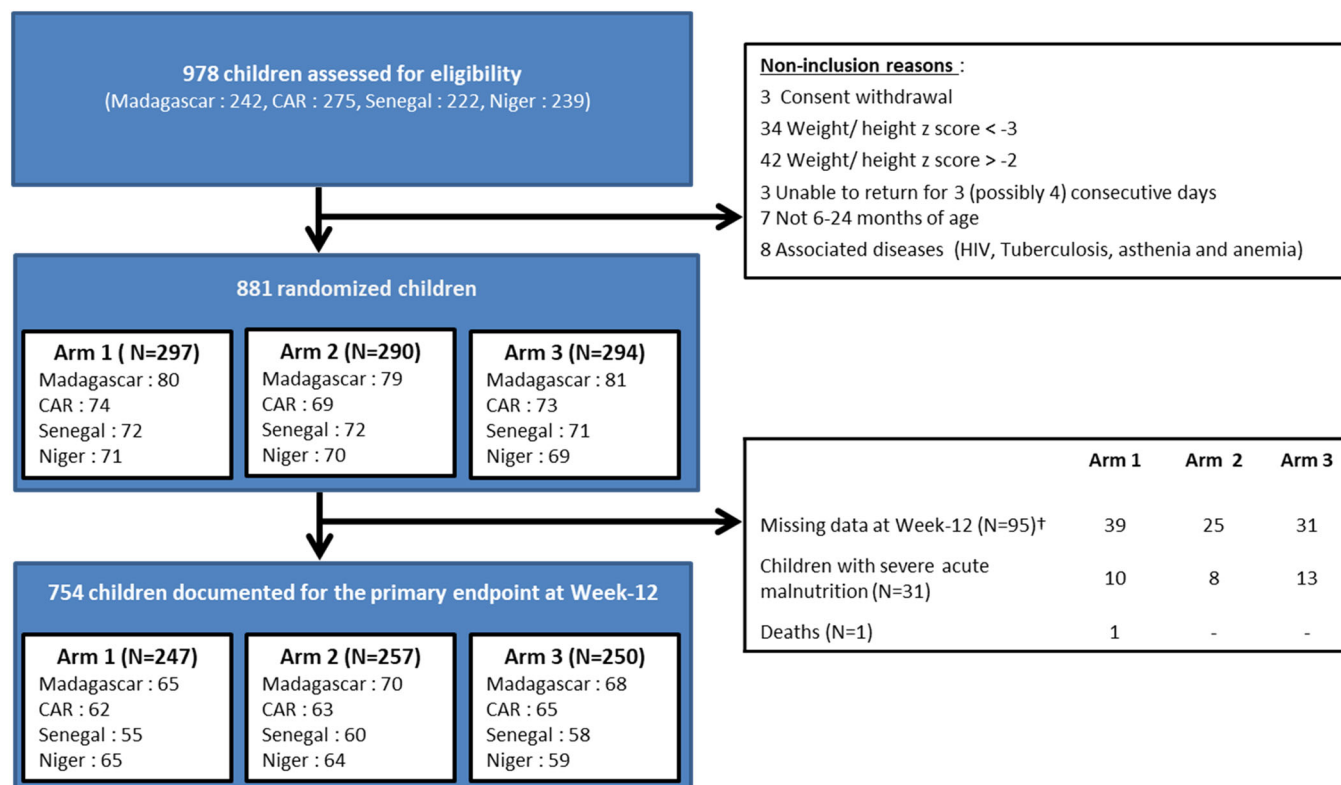 978 children assessed for eligibility
(Madagascar : 242, CAR : 275, Senegal : 222, Niger : 239)
Non-inclusion reasons :
3 Consent withdrawal
34 Weight/ height z score < -3
42 Weight/ height z score > -2
3 Unable to return for 3 (possibly 4) consecutive days
7 Not 6-24 months of age
8 Associated diseases (HIV, Tuberculosis, asthenia and anemia)
881 randomized children
Arm 1 ( N=297)
Madagascar : 80
CAR : 74
Senegal : 72
Niger : 71
Arm 2 (N=290)
Madagascar : 79
CAR : 69
Senegal : 72
Niger : 70
Arm 3 (N=294)
Madagascar : 81
CAR : 73
Senegal : 71
Niger : 69
Arm 1 Arm 2 Arm 3
Missing data at Week-12 (N=95)† 39 25 31
Children with severe acute
malnutrition (N=31) 10 8 13
Deaths (N=1) 1 - -
754 children documented for the primary endpoint at Week-12
Arm 1 (N=247)
Madagascar : 65
CAR : 62
Senegal : 55
Niger : 65
Arm 2 (N=257)
Madagascar : 70
CAR : 63
Senegal : 60
Niger : 64
Arm 3 (N=250)
Madagascar : 68
CAR : 65
Senegal : 58
Niger : 59